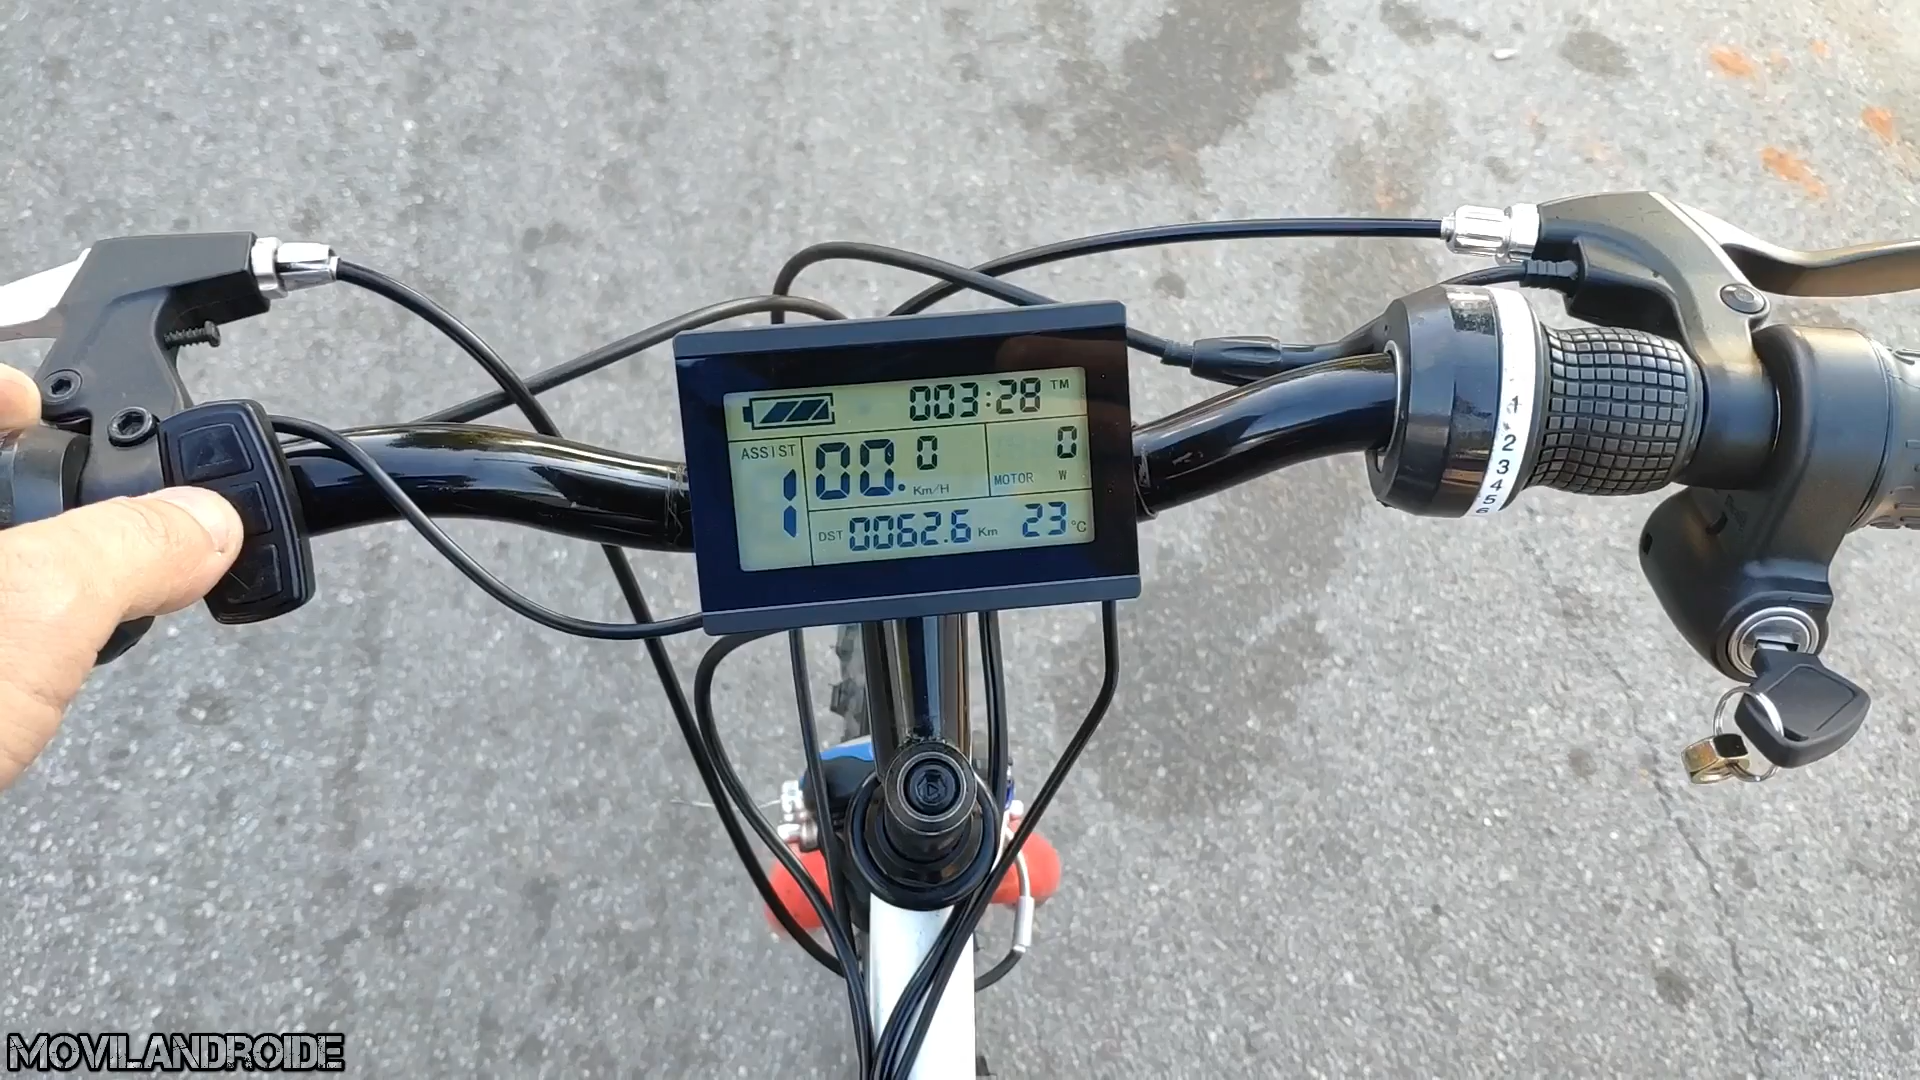 003:28 TM
ASSIST
1
00.0
Km/H
0
MOTOR W
DST 0062.6 Km
23 °C
1
2
3
4
5
6
MOVILANDROIDE